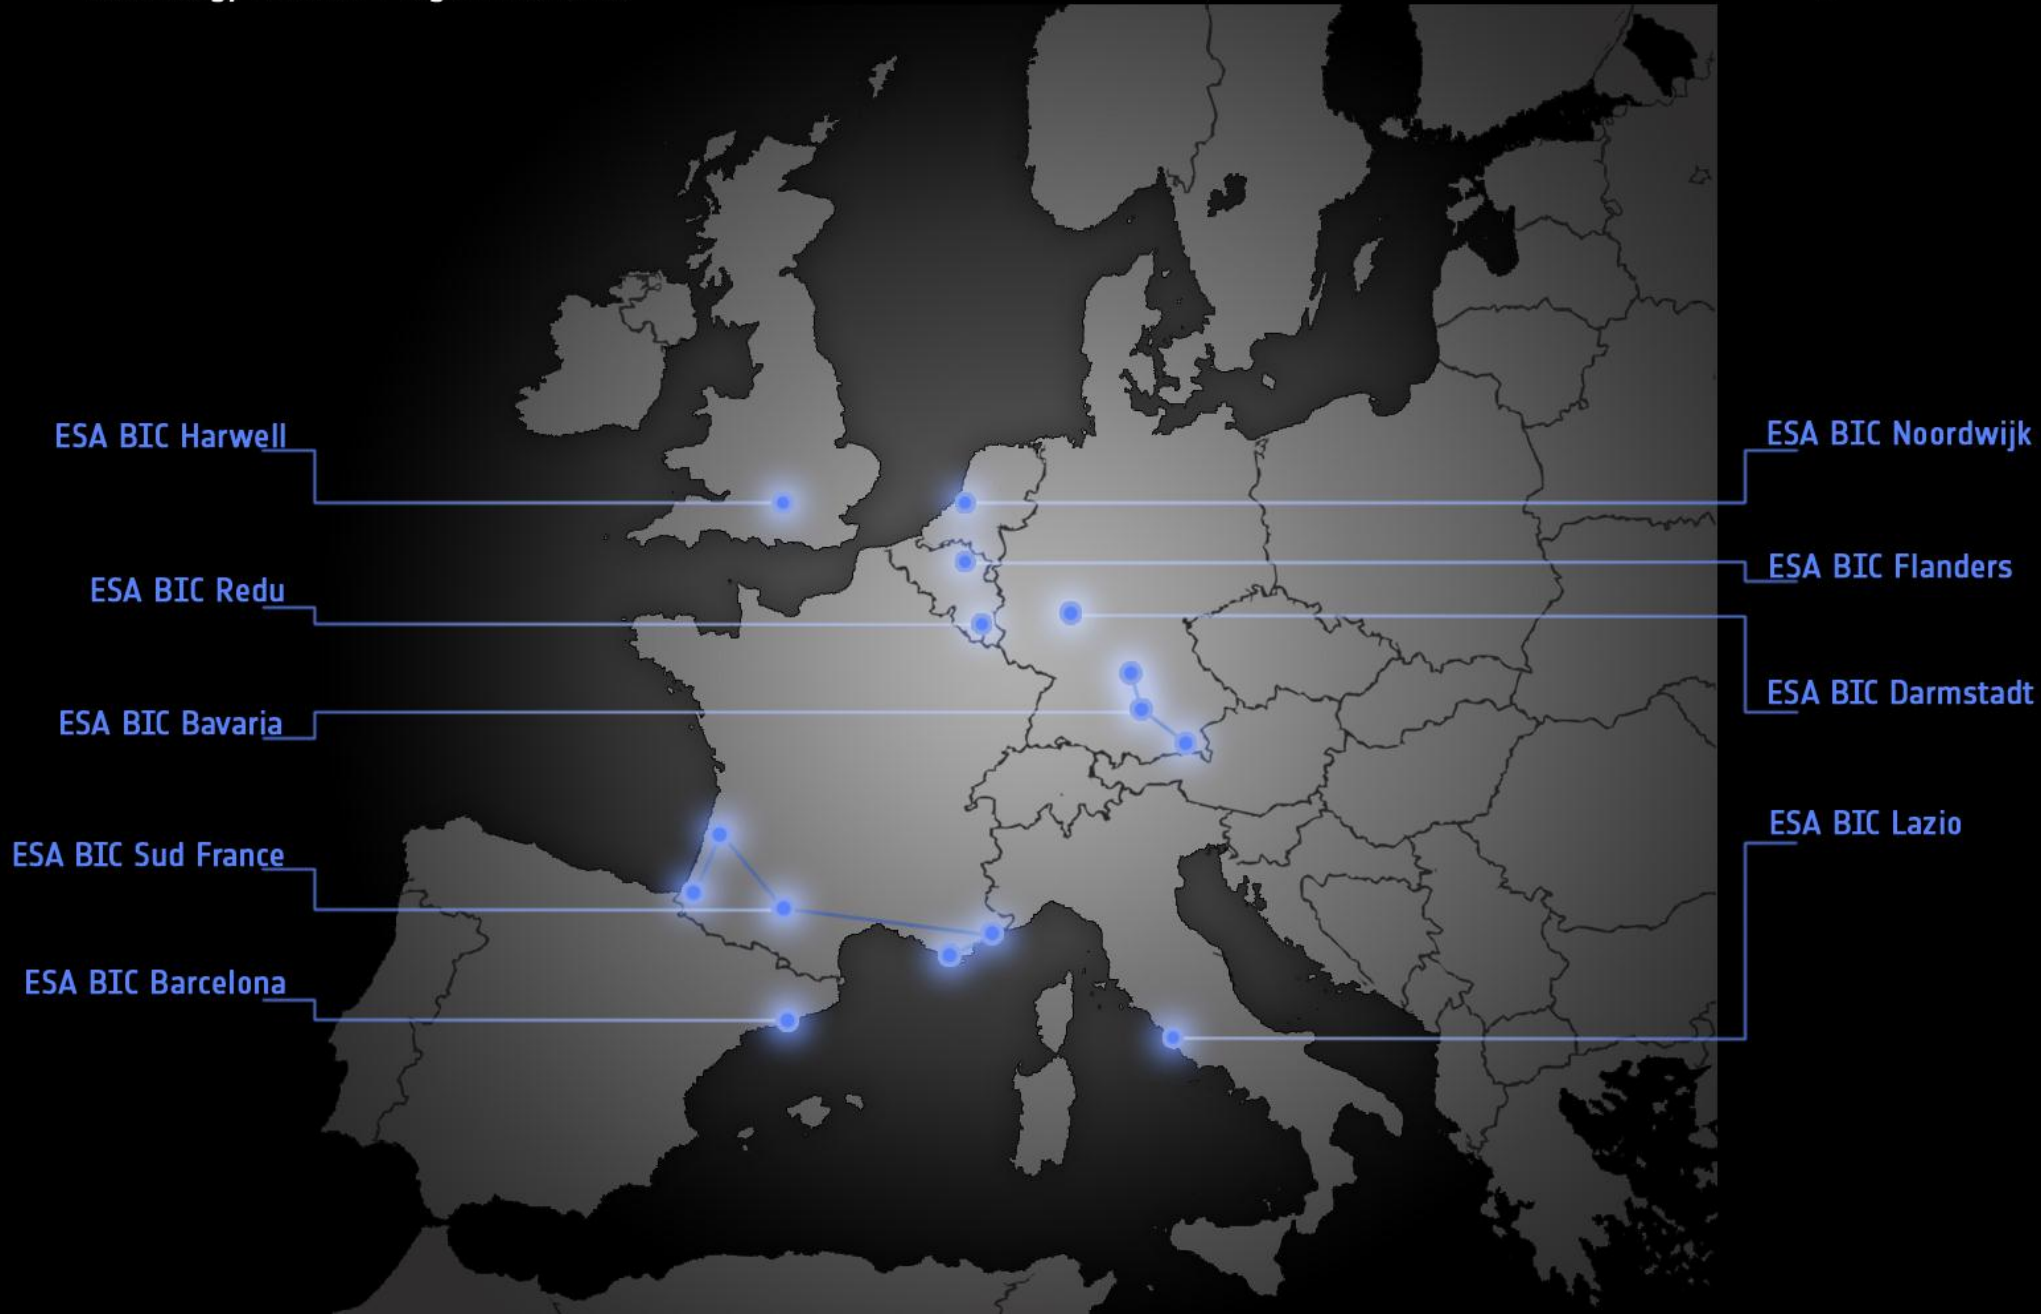 ESA BIC Harwell
ESA BIC Noordwijk
ESA BIC Flanders
ESA BIC Redu
ESA BIC Darmstadt
ESA BIC Bavaria
ESA BIC Lazio
ESA BIC Sud France
ESA BIC Barcelona